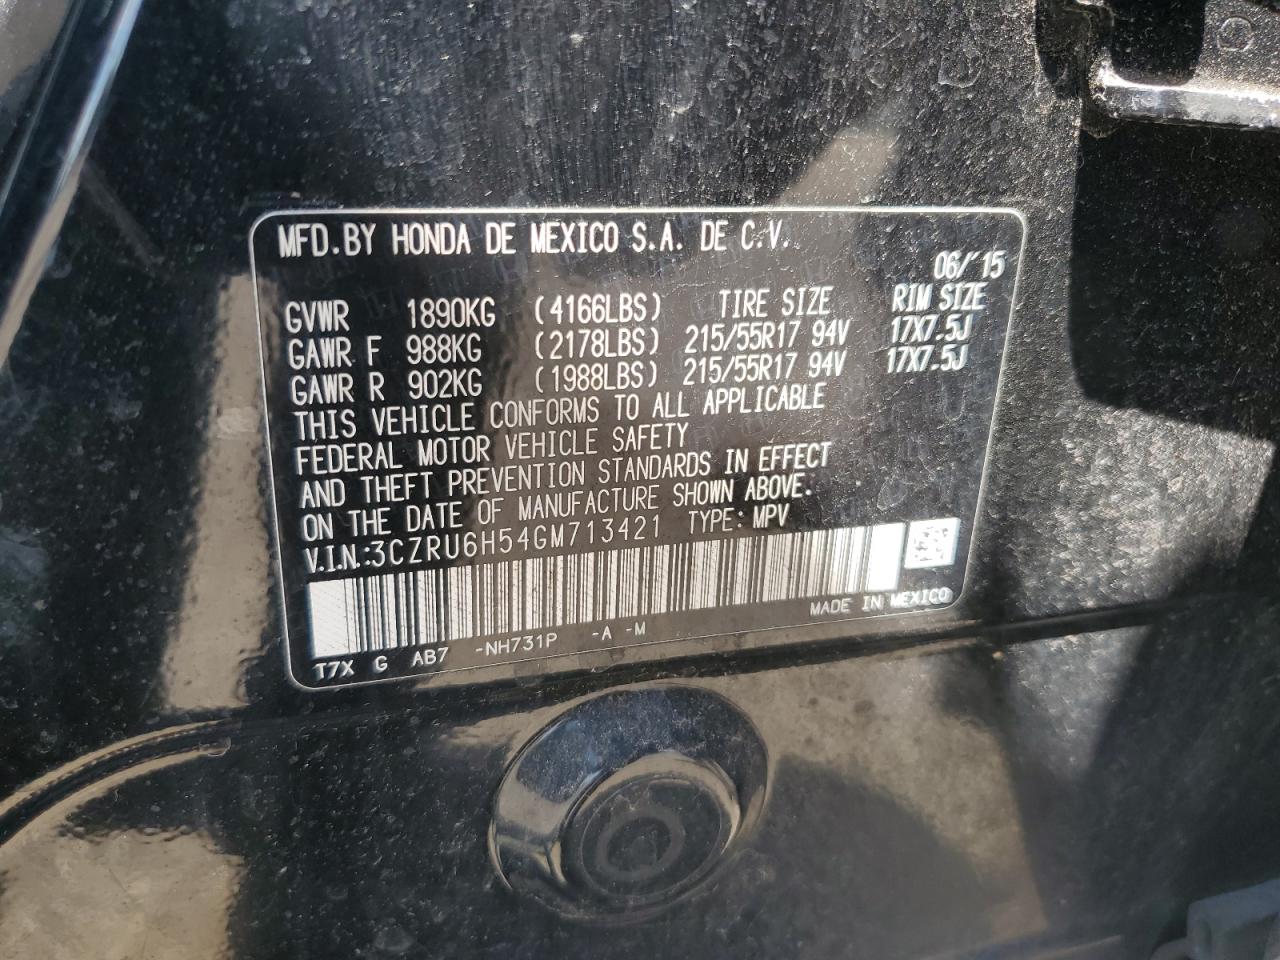 MFD.BY HONDA DE MEXICO S.A. DE C.V.
06/'15
GVWR 1890KG (4166LBS) TIRE SIZE RIM SIZE
GAWR F 988KG (2178LBS) 215/55R17 94V 17X7.5J
GAWR R 902KG (1988LBS) 215/55R17 94V 17X7.5J
THIS VEHICLE CONFORMS TO ALL APPLICABLE
FEDERAL MOTOR VEHICLE SAFETY
AND THEFT PREVENTION STANDARDS IN EFFECT
ON THE DATE OF MANUFACTURE SHOWN ABOVE.
V.I.N.:3CZRU6H54GM713421 TYPE: MPV
MADE IN MEXICO
T7X G AB7 -NH731P -A -M